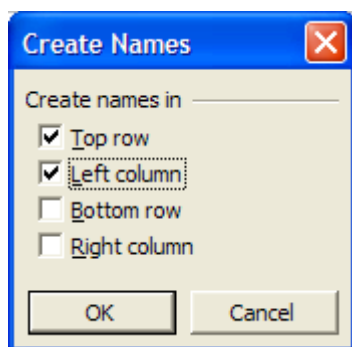 Create Names
Create names in
Top row
Left column
Bottom row
Right column
OK
Cancel